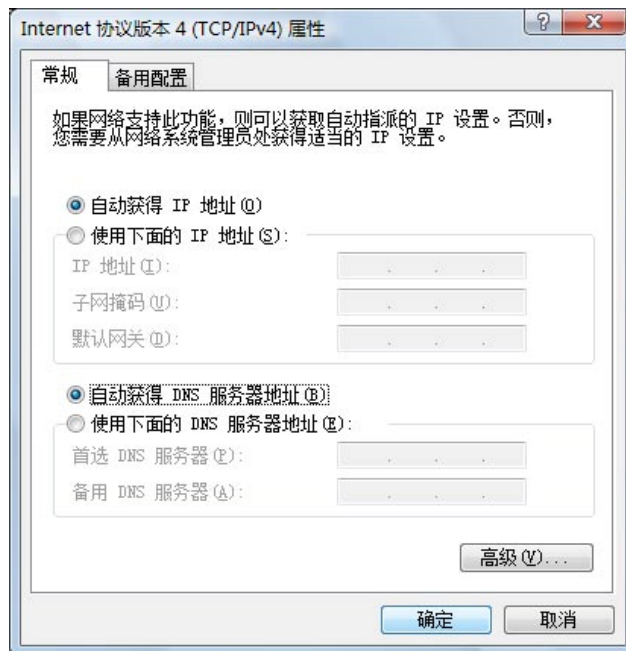 Internet 协议版本 4 (TCP/IPv4) 属性
常规
备用配置
如果网络支持此功能，则可以获取自动指派的 IP 设置。否则，
您需要从网络系统管理员处获得适当的 IP 设置。
自动获得 IP 地址(O)
使用下面的 IP 地址(S):
IP 地址(I):
子网掩码(U):
默认网关(D):
自动获得 DNS 服务器地址(B)
使用下面的 DNS 服务器地址(E):
首选 DNS 服务器(P):
备用 DNS 服务器(A):
高级(V)...
确定
取消